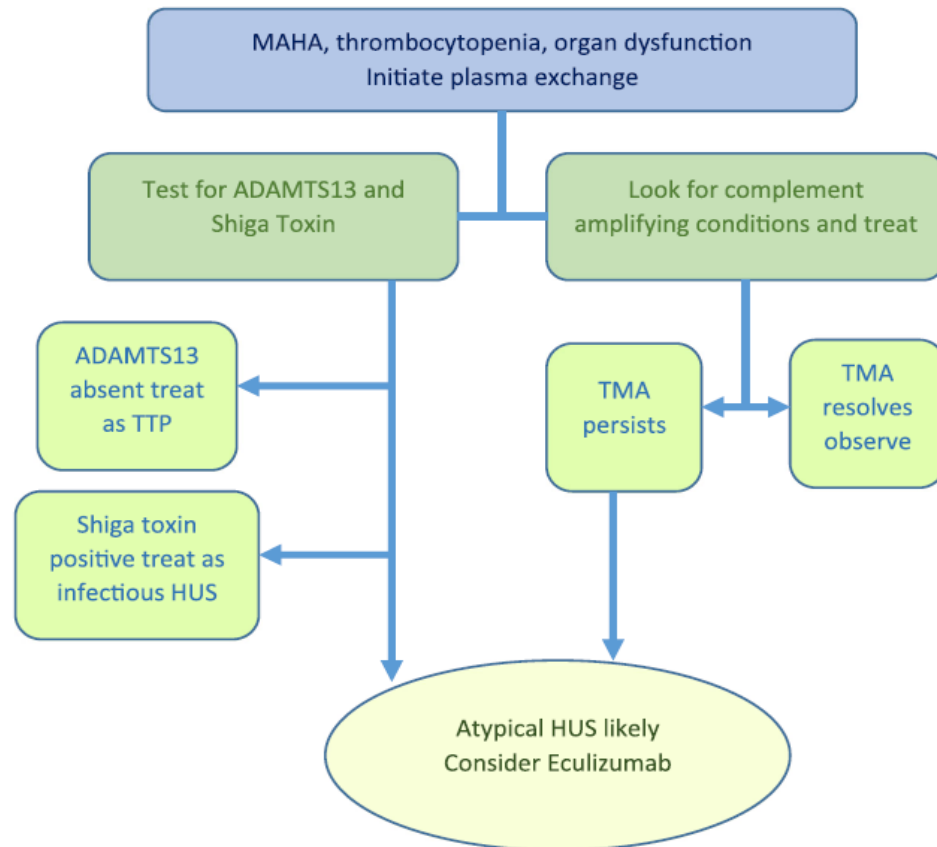 MAHA, thrombocytopenia, organ dysfunction
Initiate plasma exchange
Test for ADAMTS13 and
Shiga Toxin
Look for complement
amplifying conditions and treat
ADAMTS13
absent treat
as TTP
TMA
persists
TMA
resolves
observe
Shiga toxin
positive treat as
infectious HUS
Atypical HUS likely
Consider Eculizumab